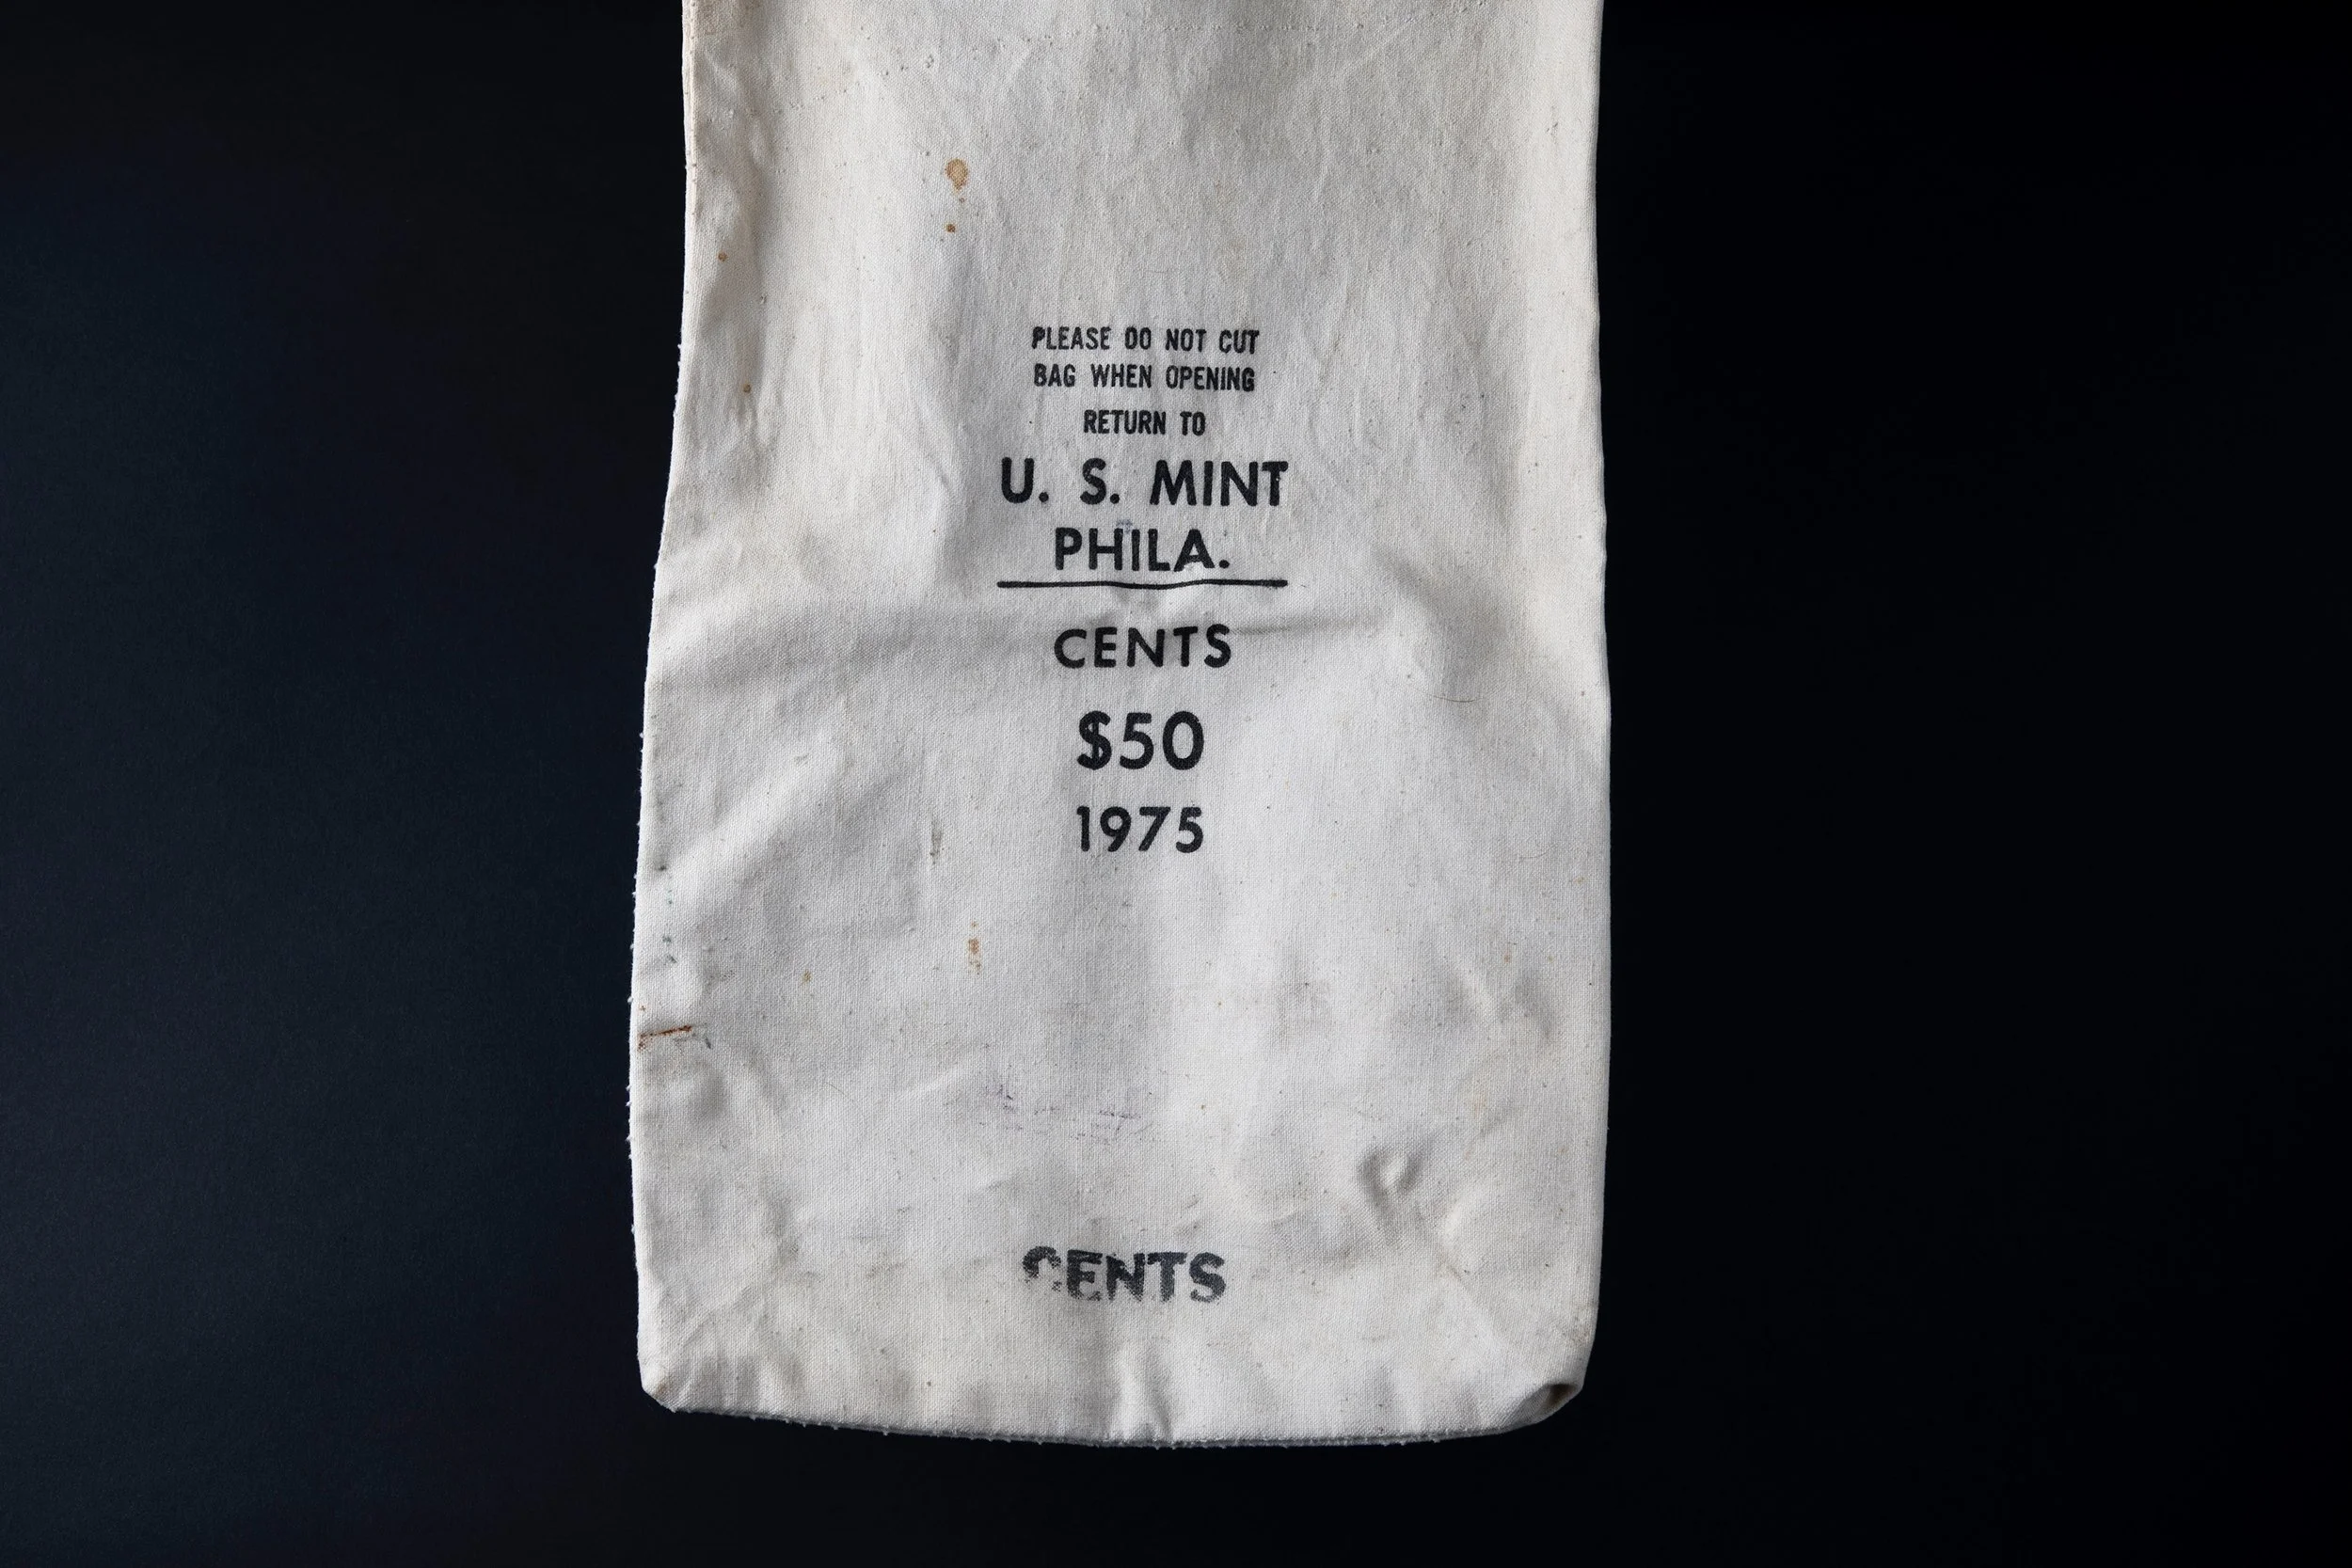 PLEASE DO NOT CUT
BAG WHEN OPENING
RETURN TO
U. S. MINT
PHILA.
CENTS
$50
1975
CENTS